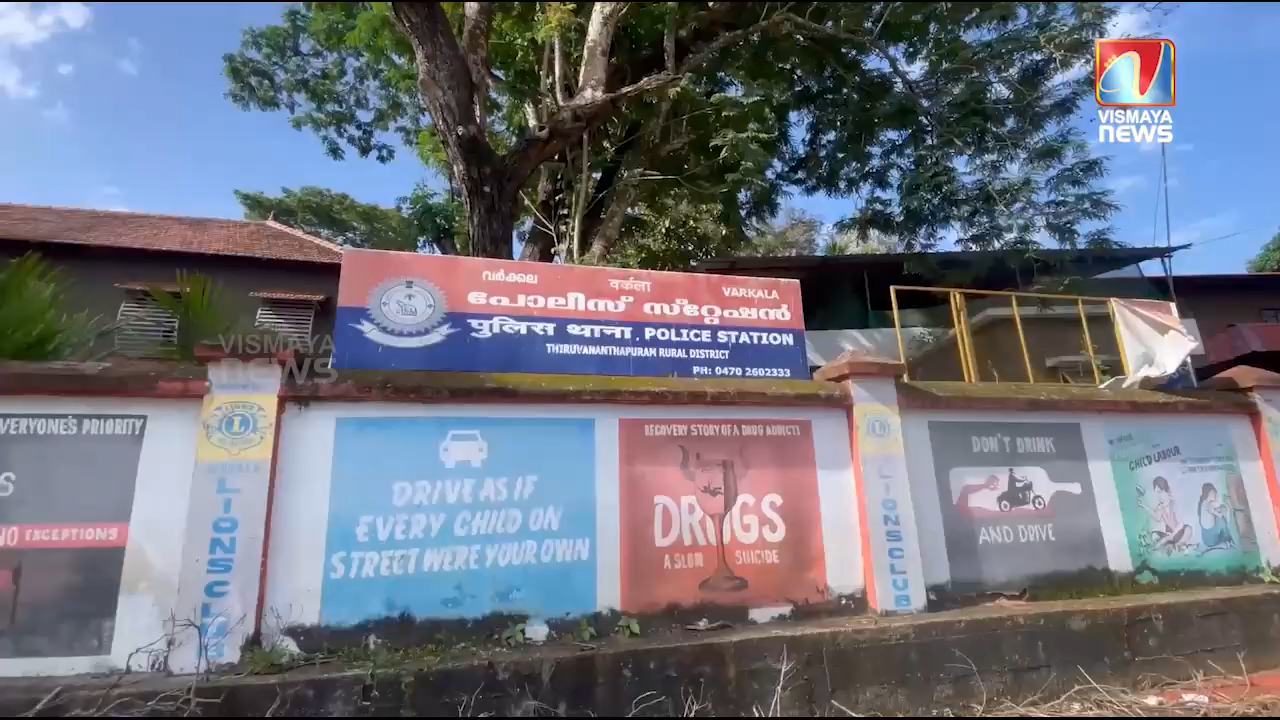 VISMAYA
NEWS
വർക്കല वर्कला VARKALA
പോലീസ് സ്റ്റേഷൻ
पुलिस थाना, POLICE STATION
THIRUVANANTHAPURAM RURAL DISTRICT
PH: 0470 2602333
VISMAYA
NEWS
VERYONE'S PRIORITY
S
NO EXCEPTIONS
L
LIONS CLUB
DRIVE AS IF
EVERY CHILD ON
STREET WERE YOUR OWN
RECOVERY STORY OF A DRUG ADDICT!
DRUGS
A SLOW SUICIDE
LIONS CLUB
DON'T DRINK
AND DRIVE
CHILD LABOUR